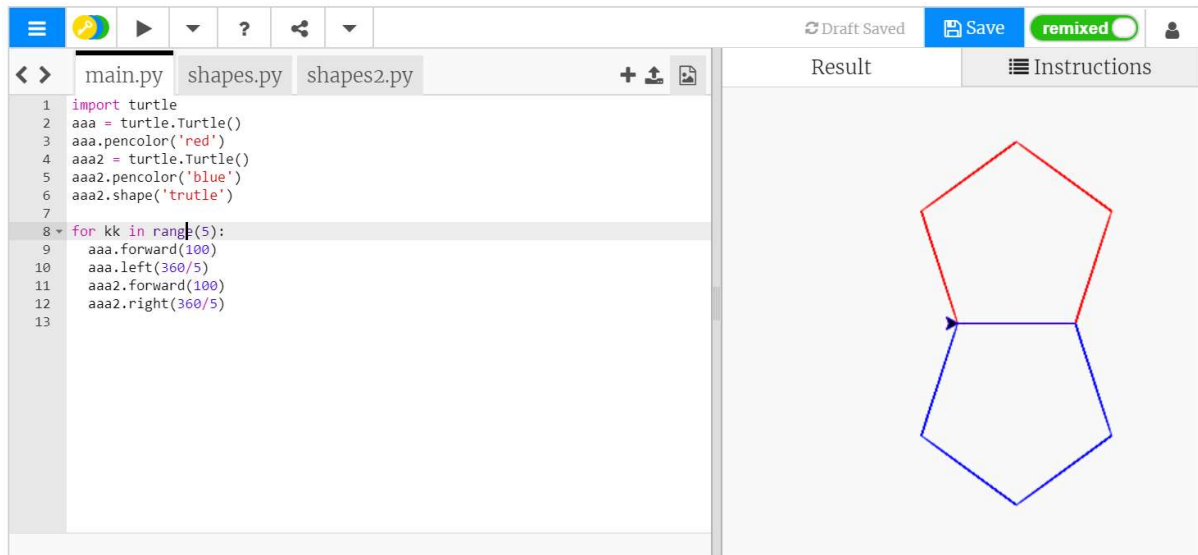 ? Draft Saved Save remixed
main.py shapes.py shapes2.py Result Instructions
1 import turtle
2 aaa = turtle.Turtle()
3 aaa.pencolor('red')
4 aaa2 = turtle.Turtle()
5 aaa2.pencolor('blue')
6 aaa2.shape('trutle')
7
8 for kk in range(5):
9 aaa.forward(100)
10 aaa.left(360/5)
11 aaa2.forward(100)
12 aaa2.right(360/5)
13